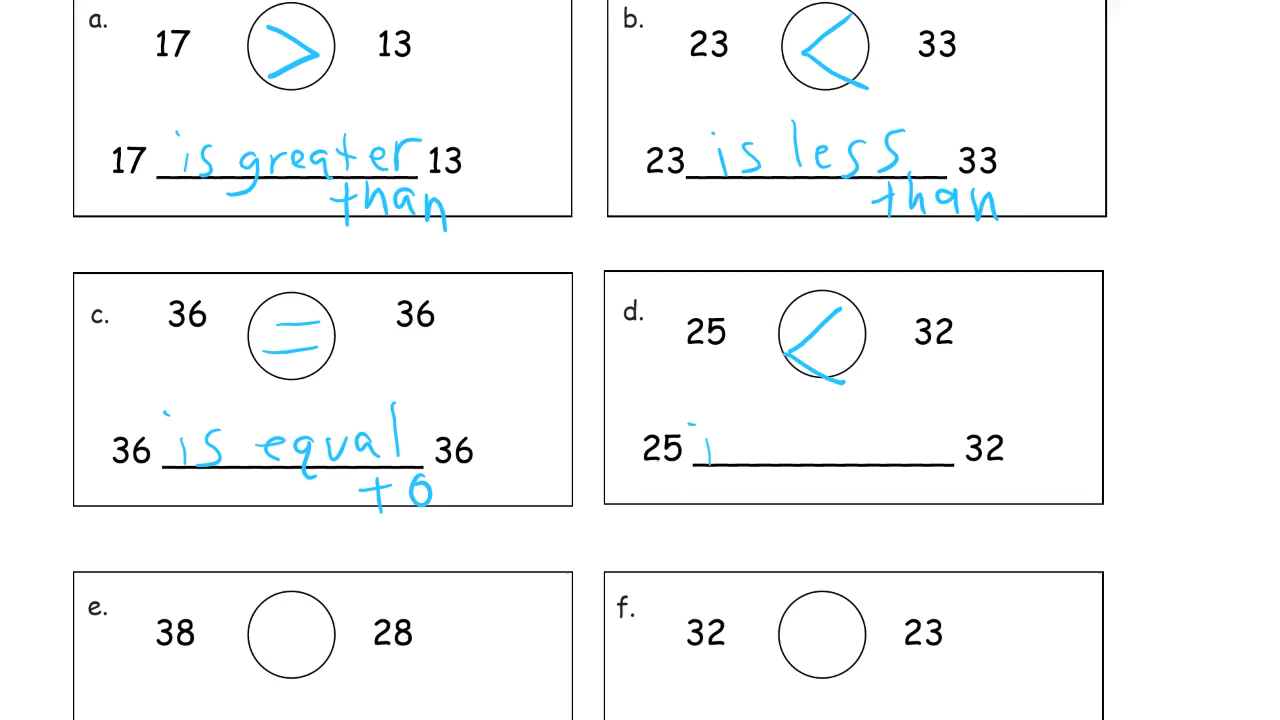 a.
17 > 13
17 is greater 13
than
b.
23 < 33
23 is less 33
than
c.
36 = 36
36 is equal 36
to
d.
25 < 32
25 i 32
e.
38 28
f.
32 23